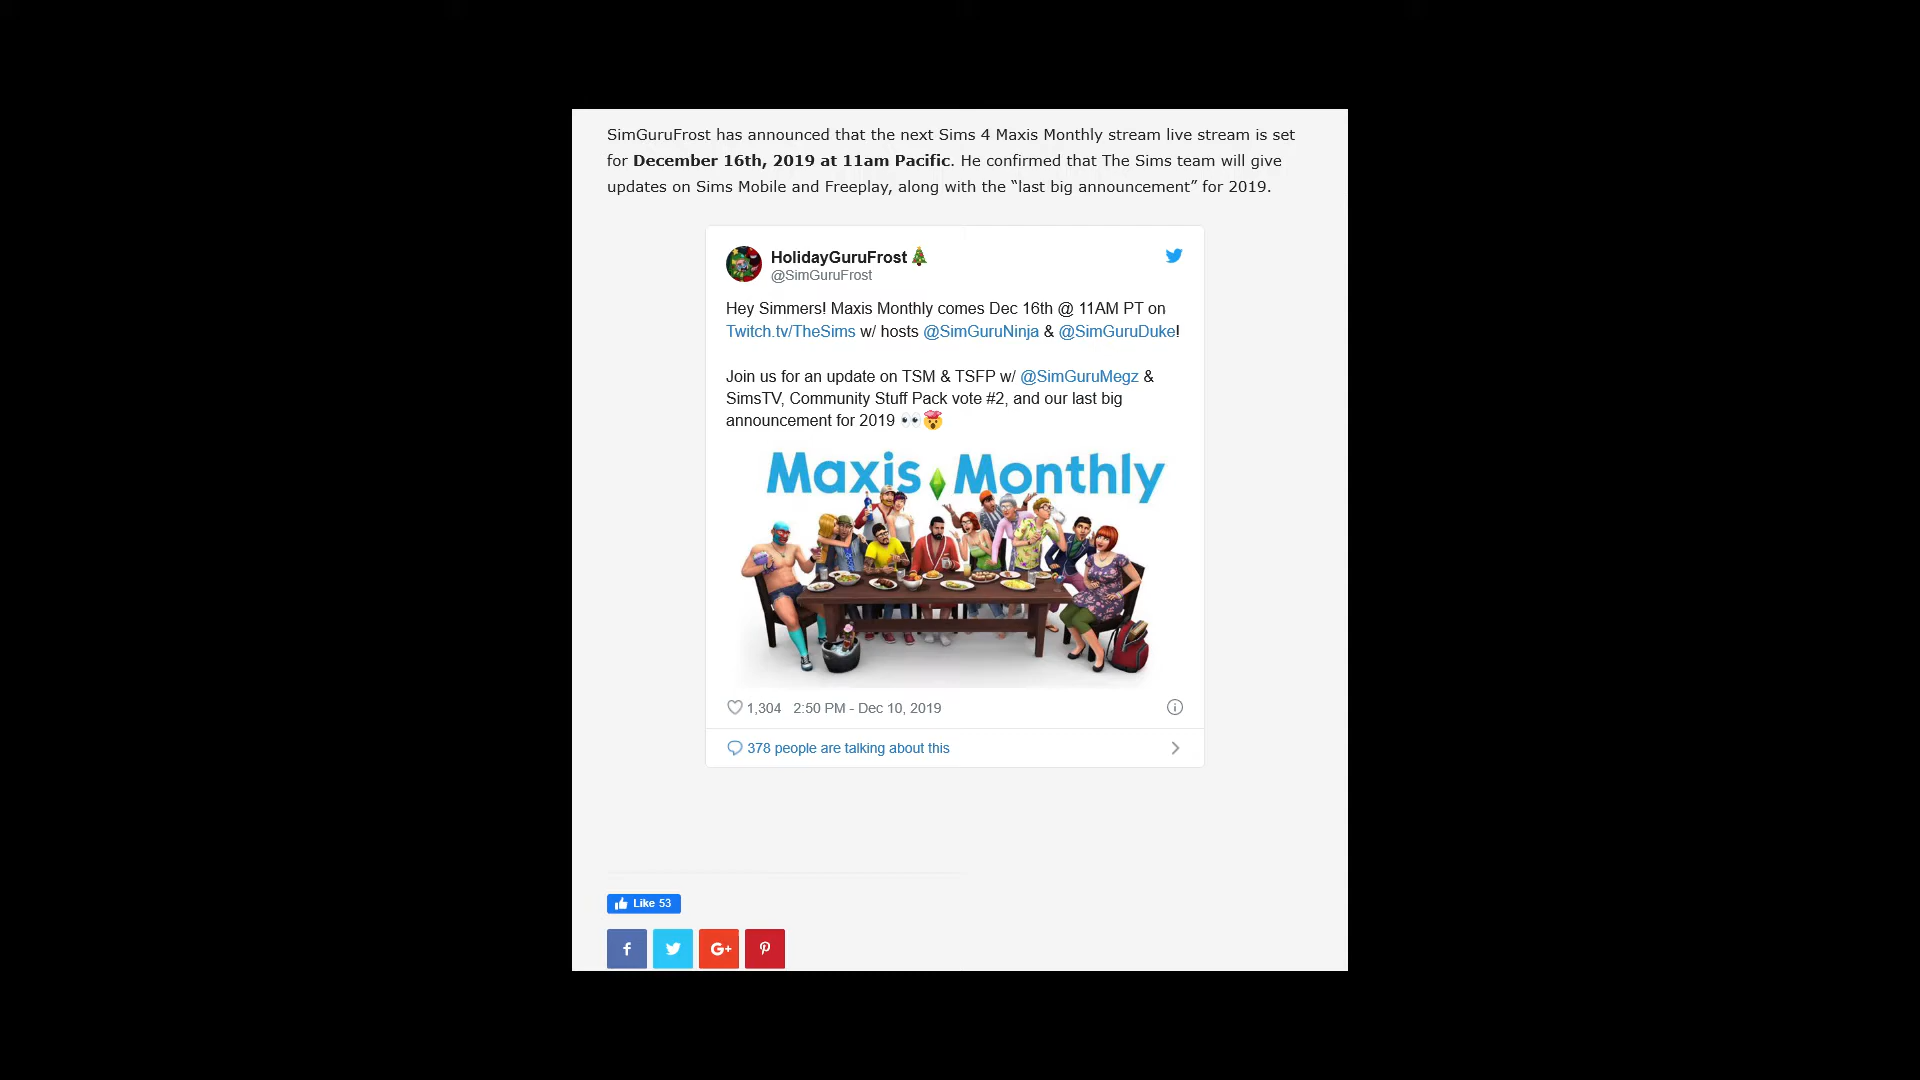 SimGuruFrost has announced that the next Sims 4 Maxis Monthly stream live stream is set
for December 16th, 2019 at 11am Pacific. He confirmed that The Sims team will give
updates on Sims Mobile and Freeplay, along with the “last big announcement” for 2019.
HolidayGuruFrost🎄
@SimGuruFrost
Hey Simmers! Maxis Monthly comes Dec 16th @ 11AM PT on
Twitch.tv/TheSims w/ hosts @SimGuruNinja & @SimGuruDuke!
Join us for an update on TSM & TSFP w/ @SimGuruMegz &
SimsTV, Community Stuff Pack vote #2, and our last big
announcement for 2019 👀🤯
Maxis Monthly
1,304 2:50 PM - Dec 10, 2019
378 people are talking about this
Like 53
f G+